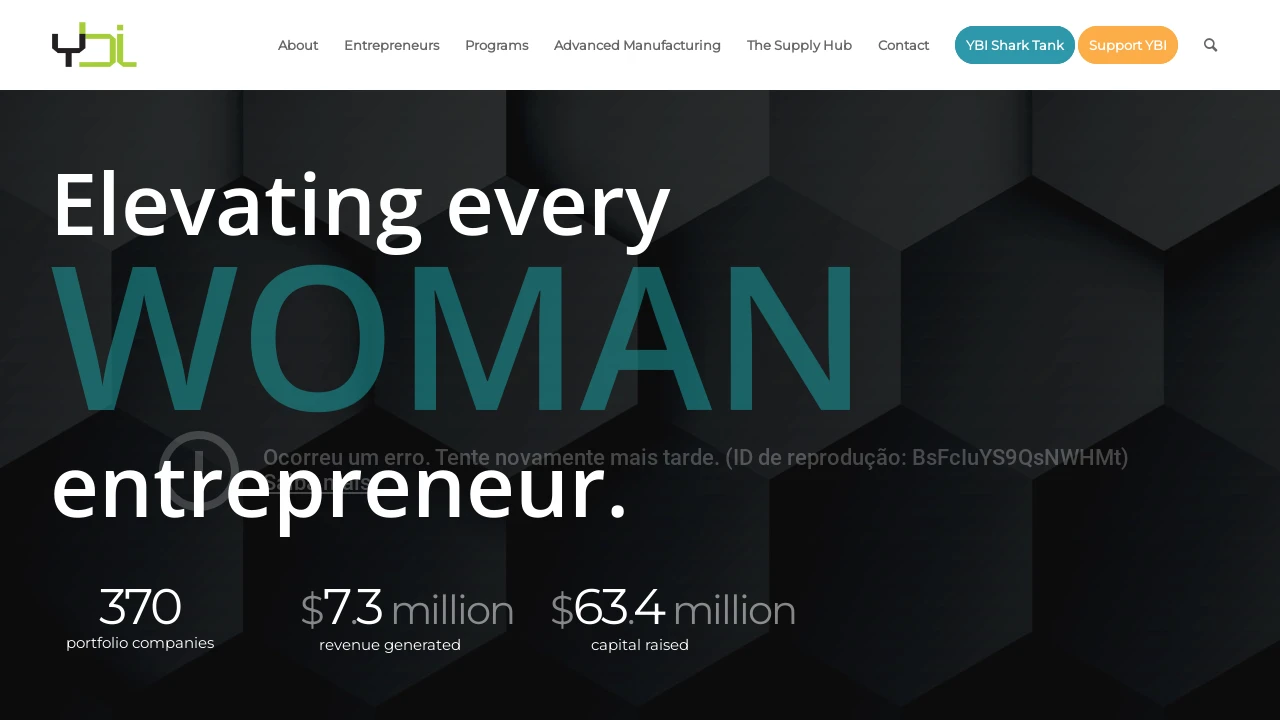 ybi
About
Entrepreneurs
Programs
Advanced Manufacturing
The Supply Hub
Contact
YBI Shark Tank
Support YBI
Elevating every
WOMAN
Ocorreu um erro. Tente novamente mais tarde. (ID de reprodução: BsFcIuYS9QsNWHMt)
Saiba mais
entrepreneur.
370
portfolio companies
$7.3 million
revenue generated
$63.4 million
capital raised